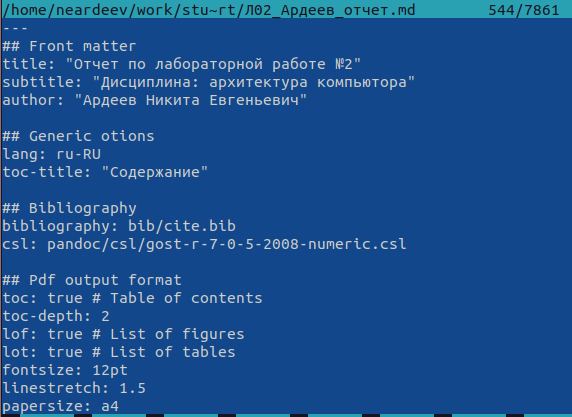 /home/neardeev/work/stu~rt/Л02_Ардеев_отчет.md 544/7861
---
## Front matter
title: "Отчет по лабораторной работе №2"
subtitle: "Дисциплина: архитектура компьютора"
author: "Ардеев Никита Евгеньевич"

## Generic otions
lang: ru-RU
toc-title: "Содержание"

## Bibliography
bibliography: bib/cite.bib
csl: pandoc/csl/gost-r-7-0-5-2008-numeric.csl

## Pdf output format
toc: true # Table of contents
toc-depth: 2
lof: true # List of figures
lot: true # List of tables
fontsize: 12pt
linestretch: 1.5
papersize: a4